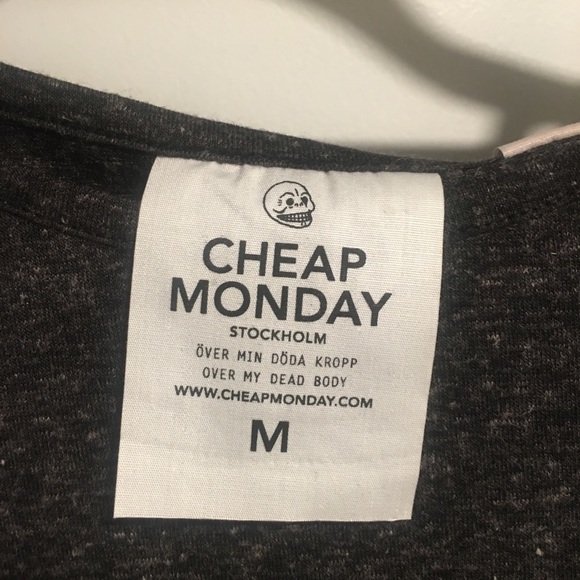 CHEAP
MONDAY
STOCKHOLM
ÖVER MIN DÖDA KROPP
OVER MY DEAD BODY
WWW.CHEAPMONDAY.COM
M